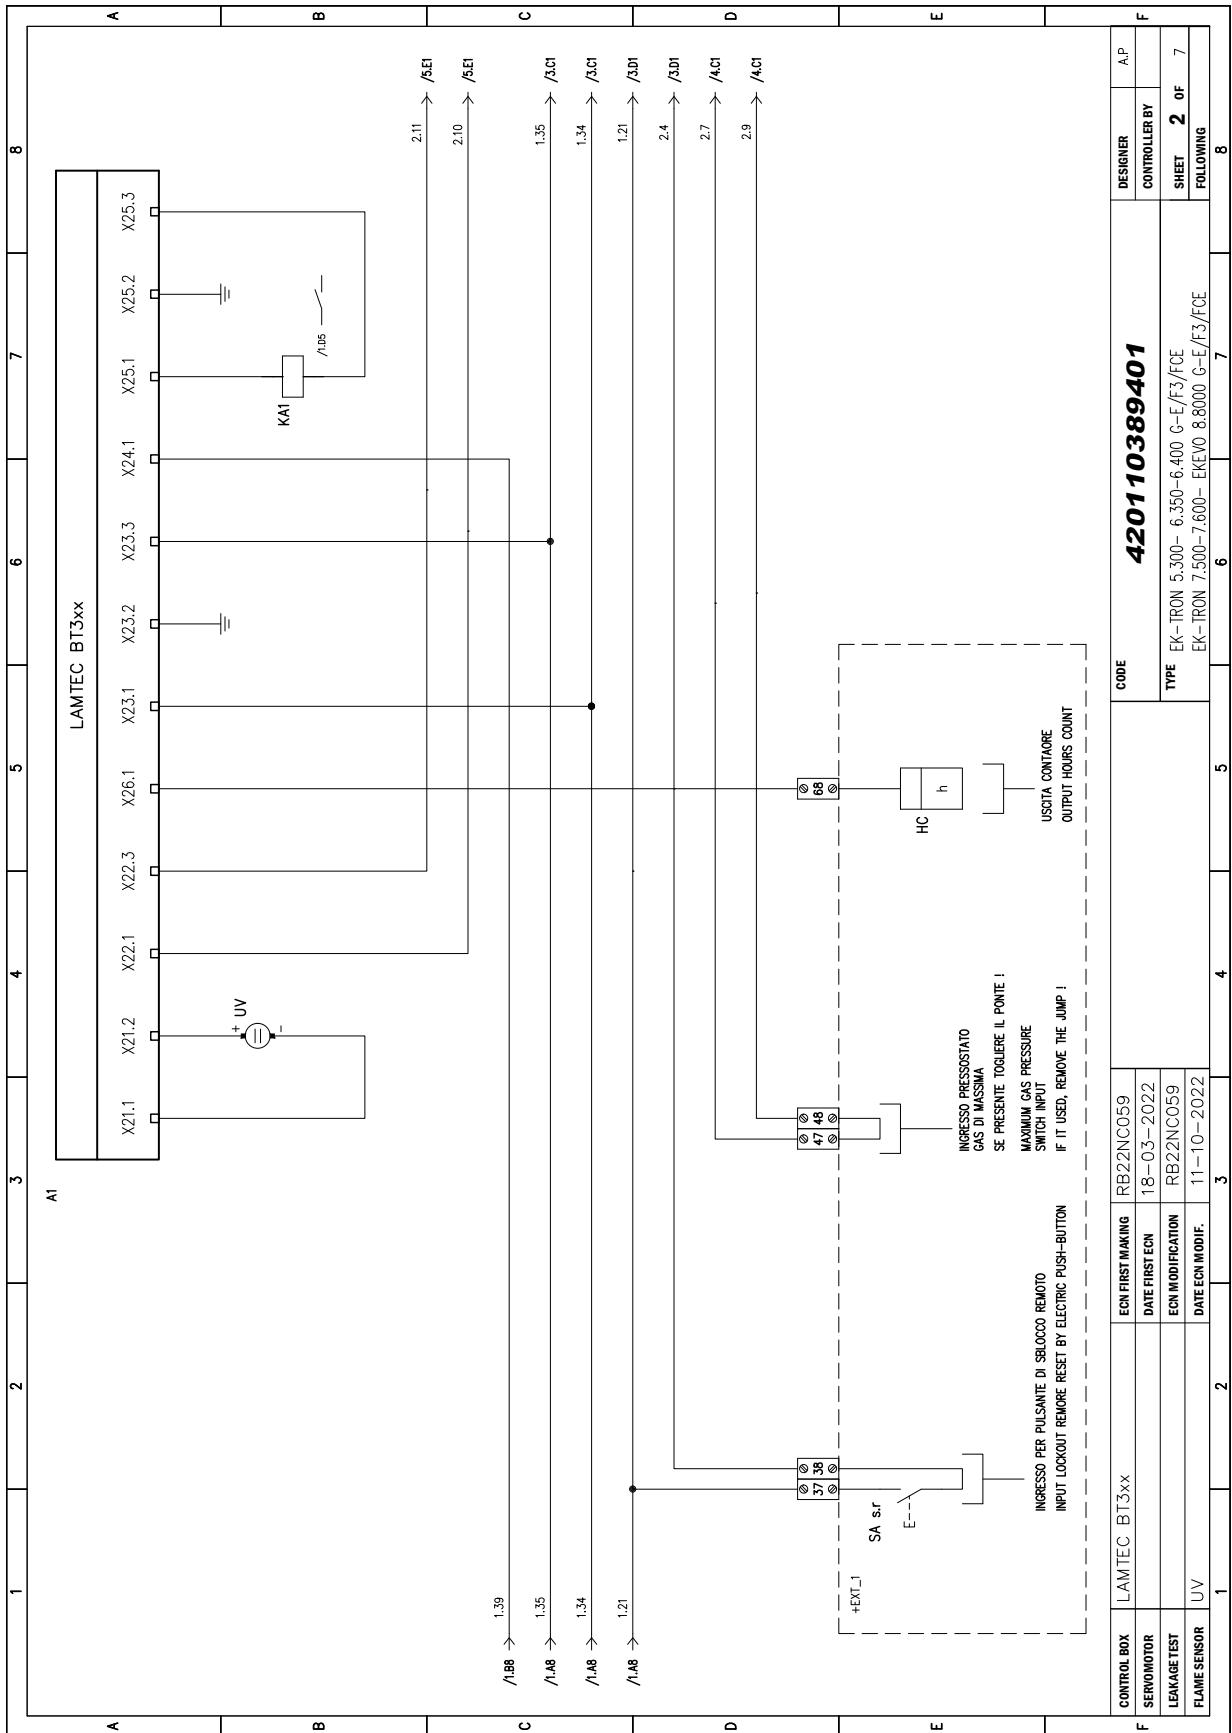 1 2 3 4 5 6 7 8
A
A1
LAMTEC BT3xx
X21.1 X21.2 X22.1 X22.3 X26.1 X23.1 X23.2 X23.3 X24.1 X25.1 X25.2 X25.3
A
B
+ UV
-
KA1
/1.D5
B
2.11 /5.E1
2.10 /5.E1
C
/1.B8 1.39
/1.A8 1.35
1.35 /3.C1
/1.A8 1.34
1.34 /3.C1
C
/1.A8 1.21
1.21 /3.D1
2.4 /3.D1
2.7 /4.C1
2.9 /4.C1
D
37 38
47 48
68
D
+EXT_1
SA s.r
E
HC
h
E
E
INGRESSO PER PULSANTE DI SBLOCCO REMOTO
INPUT LOCKOUT REMORE RESET BY ELECTRIC PUSH-BUTTON
INGRESSO PRESSOSTATO
GAS DI MASSIMA
SE PRESENTE TOGLIERE IL PONTE !
MAXIMUM GAS PRESSURE
SWITCH INPUT
IF IT USED, REMOVE THE JUMP !
USCITA CONTAORE
OUTPUT HOURS COUNT
F
CONTROL BOX LAMTEC BT3xx
SERVOMOTOR
LEAKAGE TEST
FLAME SENSOR UV
ECN FIRST MAKING RB22NC059
DATE FIRST ECN 18-03-2022
ECN MODIFICATION RB22NC059
DATE ECN MODIF. 11-10-2022
CODE 420110389401
TYPE EK-TRON 5.300- 6.350-6.400 G-E/F3/FCE
EK-TRON 7.500-7.600- EKEVO 8.8000 G-E/F3/FCE
DESIGNER A.P
CONTROLLER BY
SHEET 2 OF 7
FOLLOWING
F
1 2 3 4 5 6 7 8